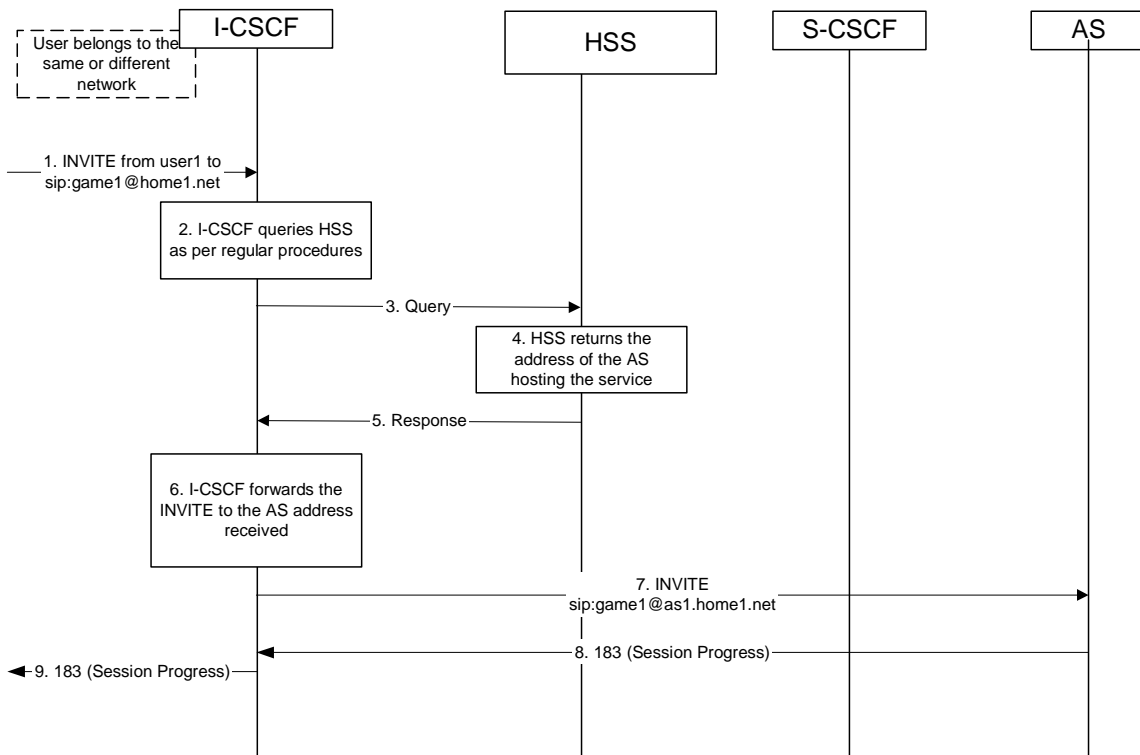 I-CSCF
HSS
S-CSCF
AS
User belongs to the
same or different
network
1. INVITE from user1 to
sip:game1@home1.net
2. I-CSCF queries HSS
as per regular procedures
3. Query
4. HSS returns the
address of the AS
hosting the service
5. Response
6. I-CSCF forwards the
INVITE to the AS address
received
7. INVITE
sip:game1@as1.home1.net
8. 183 (Session Progress)
9. 183 (Session Progress)